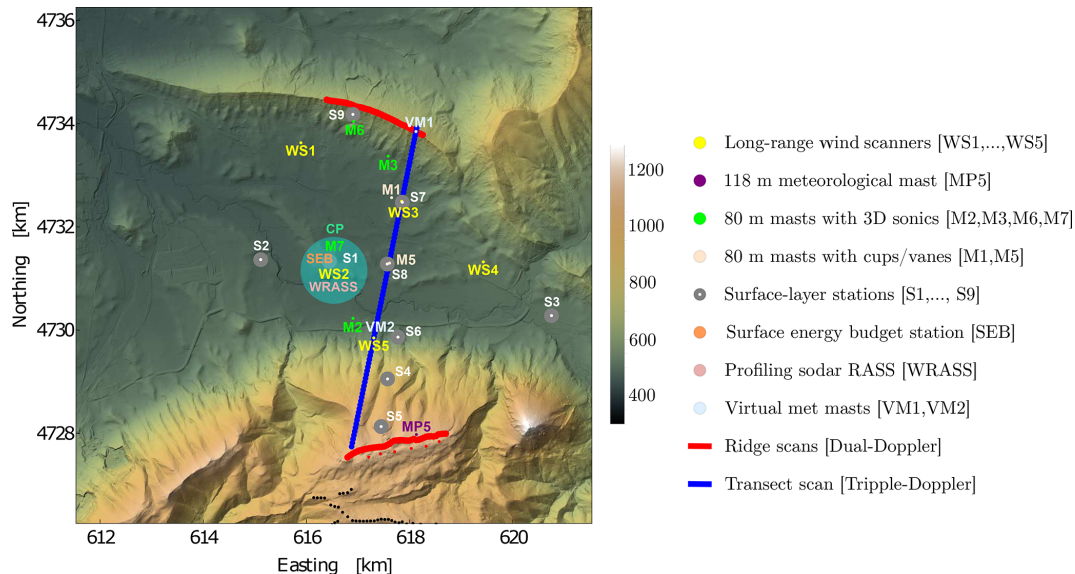 4736
4734
4732
4730
4728
Northing [km]
612
614
616
618
620
Easting [km]
VM1
S9
M6
WS1
M3
M1
S7
WS3
CP
M7
S2
SEB
S1
M5
WS2
S8
WS4
WRASS
S3
M2
VM2
S6
WS5
S4
S5
MP5
1200
1000
800
600
400
Long-range wind scanners [WS1,...,WS5]
118 m meteorological mast [MP5]
80 m masts with 3D sonics [M2,M3,M6,M7]
80 m masts with cups/vanes [M1,M5]
Surface-layer stations [S1,..., S9]
Surface energy budget station [SEB]
Profiling sodar RASS [WRASS]
Virtual met masts [VM1,VM2]
Ridge scans [Dual-Doppler]
Transect scan [Tripple-Doppler]